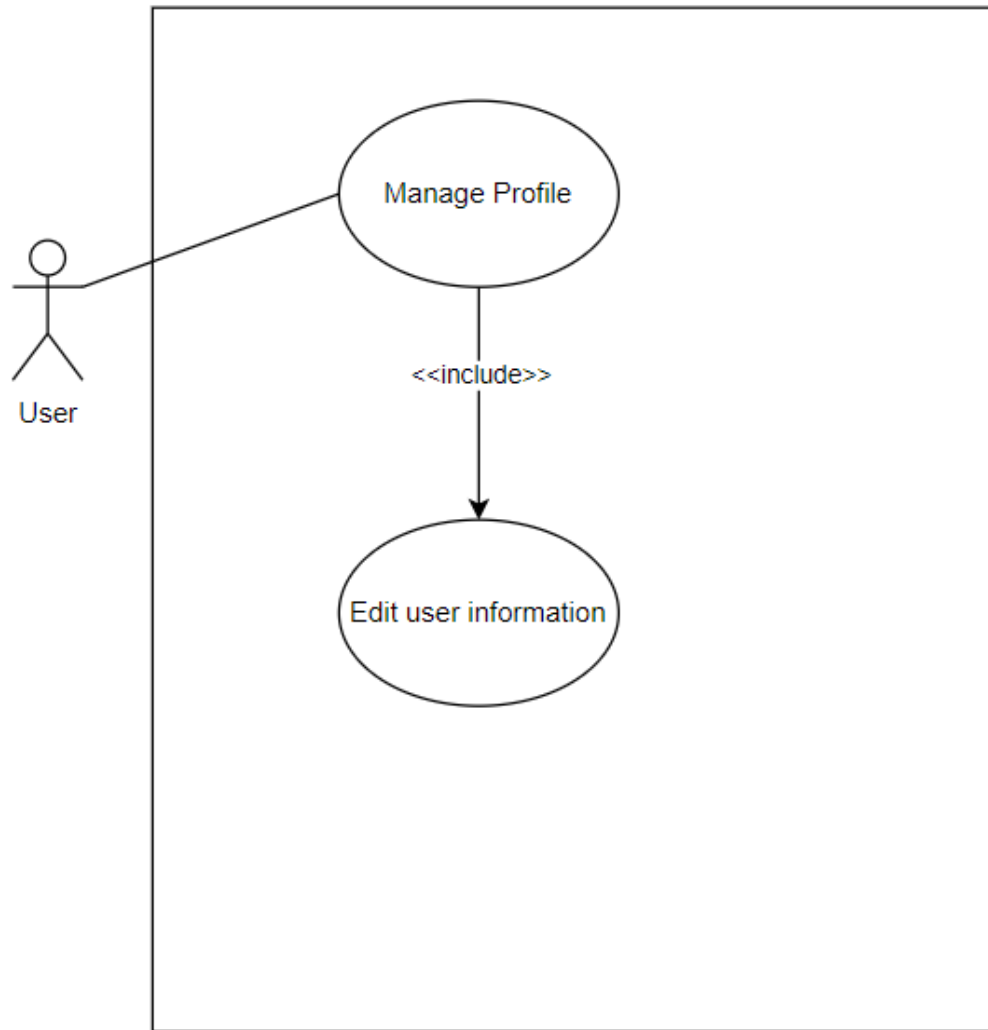 Manage Profile
<<include>>
User
Edit user information